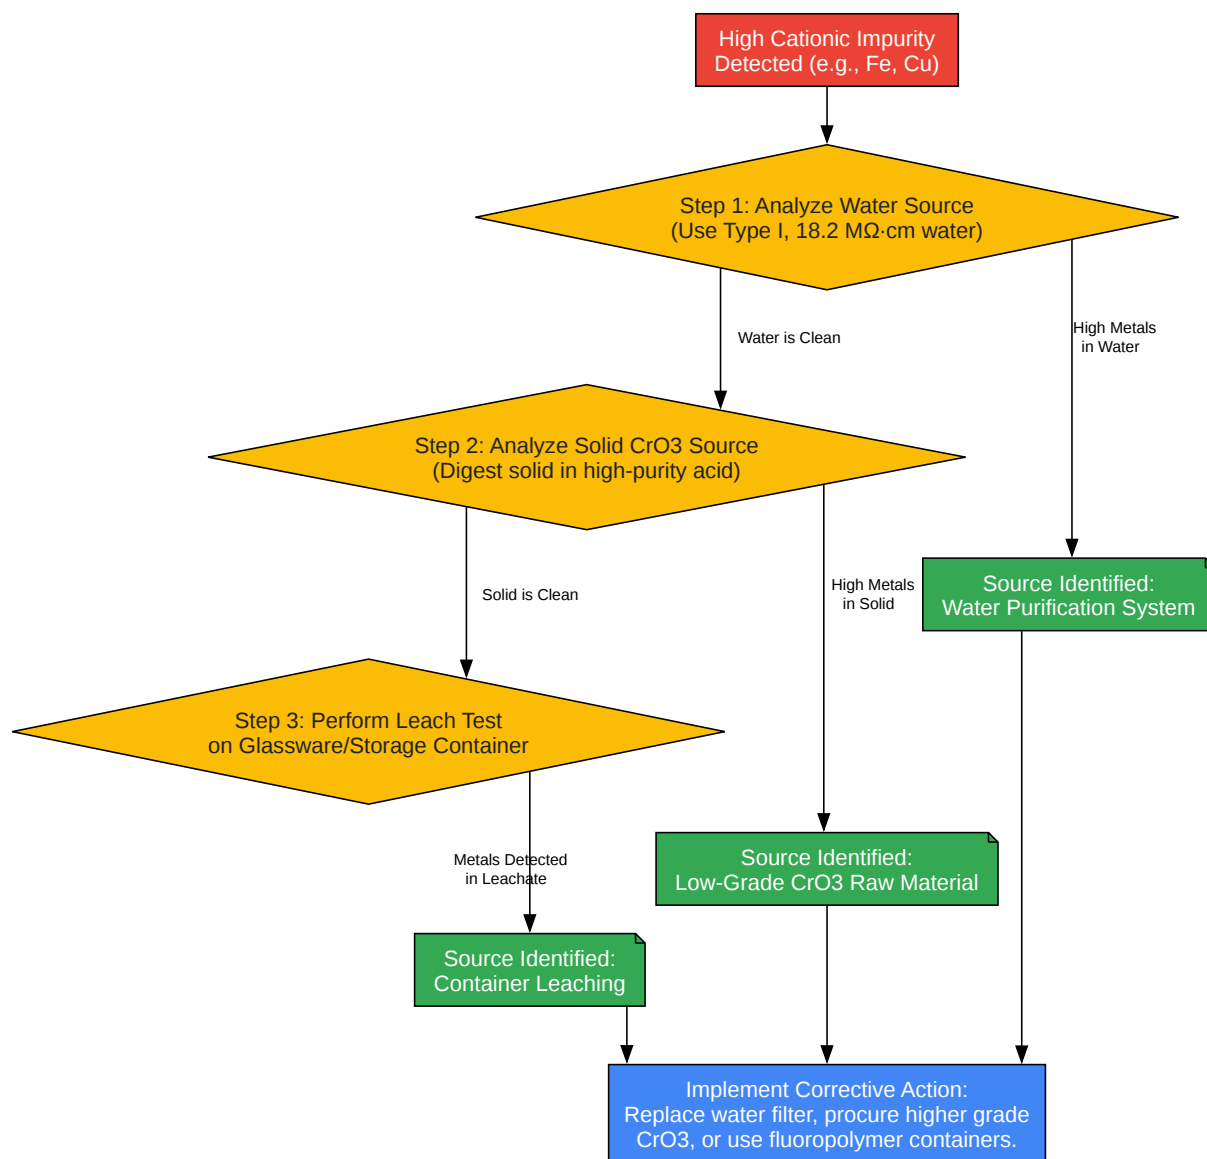 High Cationic Impurity
Detected (e.g., Fe, Cu)
Step 1: Analyze Water Source
(Use Type I, 18.2 MΩ·cm water)
Water is Clean
High Metals
in Water
Step 2: Analyze Solid CrO3 Source
(Digest solid in high-purity acid)
Solid is Clean
High Metals
in Solid
Source Identified:
Water Purification System
Step 3: Perform Leach Test
on Glassware/Storage Container
Metals Detected
in Leachate
Source Identified:
Low-Grade CrO3 Raw Material
Source Identified:
Container Leaching
Implement Corrective Action:
Replace water filter, procure higher grade
CrO3, or use fluoropolymer containers.